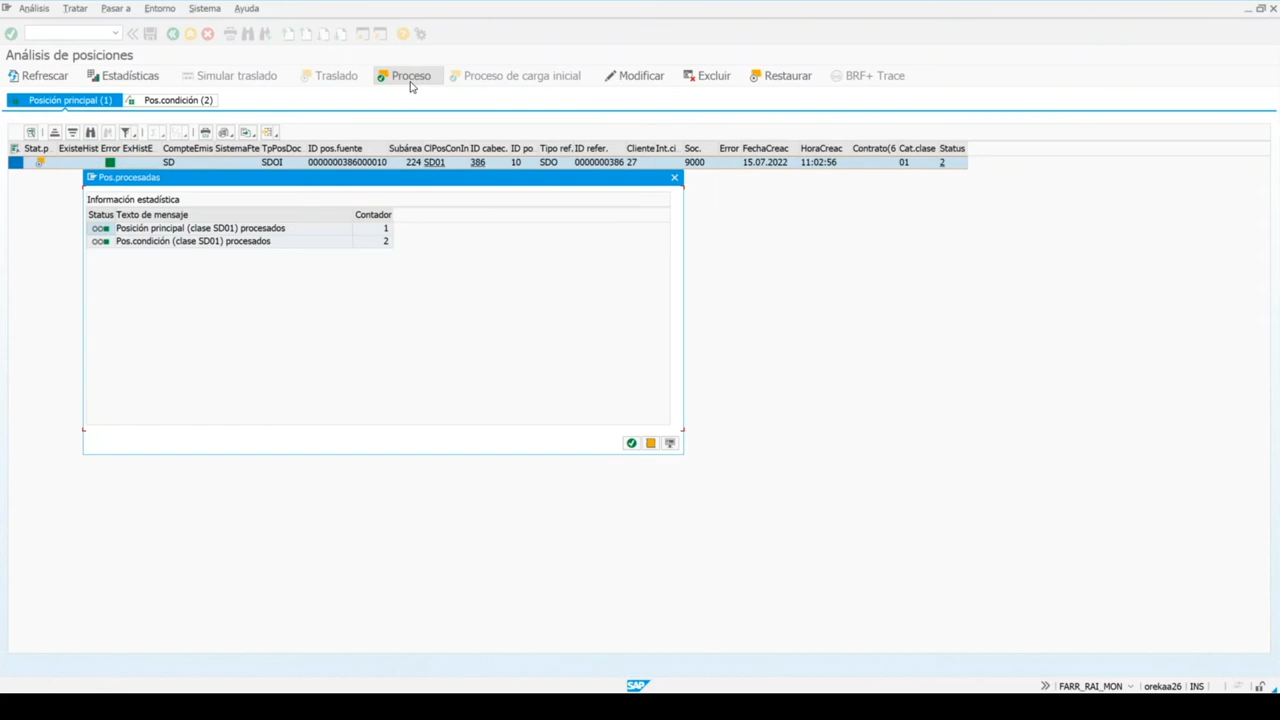 Análisis Tratar Pasar a Entorno Sistema Ayuda
Análisis de posiciones
Refrescar Estadísticas Simular traslado Traslado Proceso Proceso de carga inicial Modificar Excluir Restaurar BRF+ Trace
Posición principal (1) Pos.condición (2)
Stat.p ExisteHist Error ExHistE CompteEmis SistemaFte TpPosDoc ID pos.fuente Subárea ClPosConIn ID cabec. ID po. Tipo ref. ID refer. Cliente Int.ci. Soc. Error FechaCreac HoraCreac Contrato(6 Cat.clase Status
SD SDOI 0000000386000010 224 SD01 386 10 SDO 0000000386 27 9000 15.07.2022 11:02:56 01 2
Pos.procesadas
Información estadística
Status Texto de mensaje Contador
Posición principal (clase SD01) procesados 1
Pos.condición (clase SD01) procesados 2
SAP FARR_RAI_MON orekaa26 INS